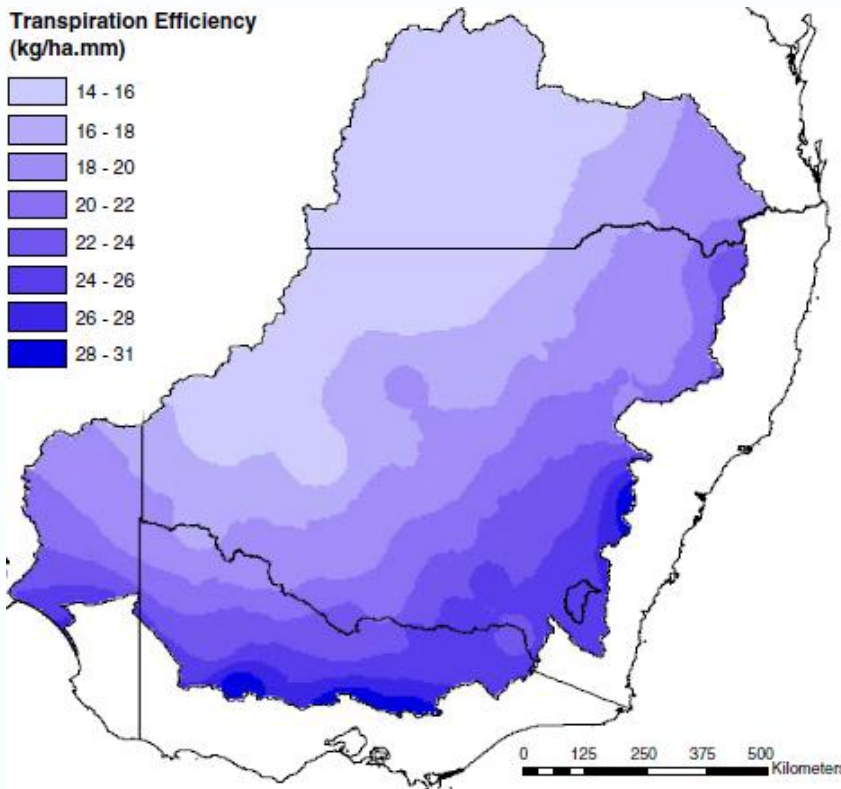 Transpiration Efficiency
(kg/ha.mm)
14 - 16
16 - 18
18 - 20
20 - 22
22 - 24
24 - 26
26 - 28
28 - 31
0 125 250 375 500
Kilometers